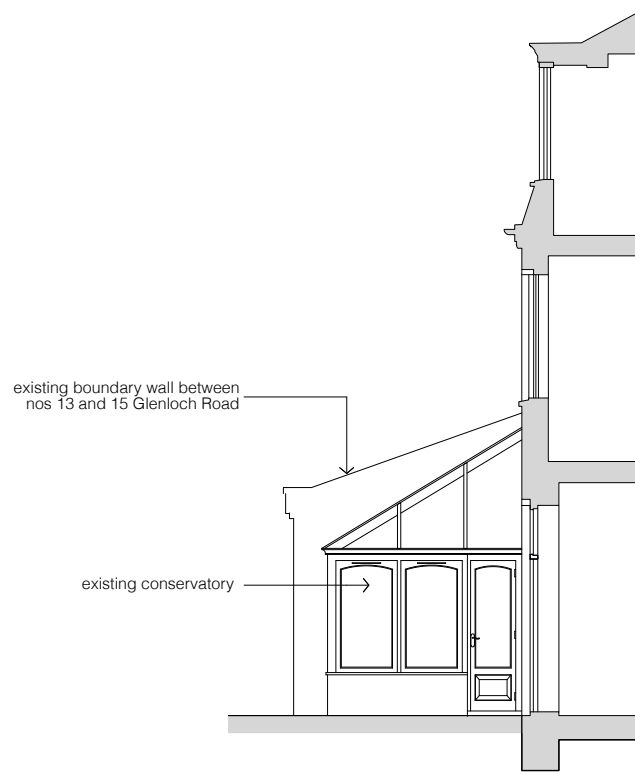 existing boundary wall between
nos 13 and 15 Glenloch Road
existing conservatory